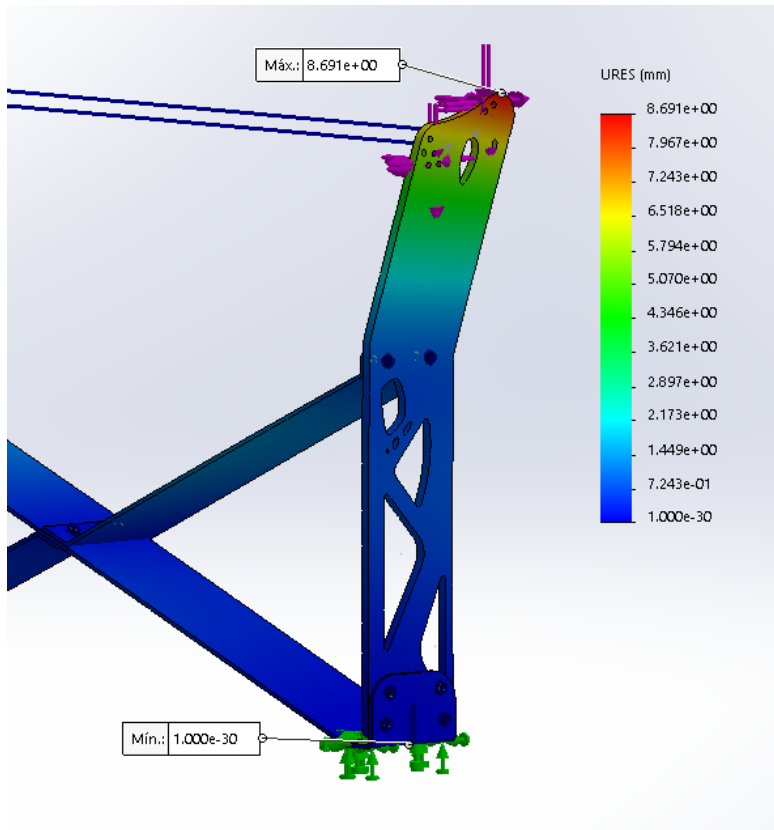 Máx.: 8.691e+00
URES (mm)
8.691e+00
7.967e+00
7.243e+00
6.518e+00
5.794e+00
5.070e+00
4.346e+00
3.621e+00
2.897e+00
2.173e+00
1.449e+00
7.243e-01
1.000e-30
Mín.: 1.000e-30